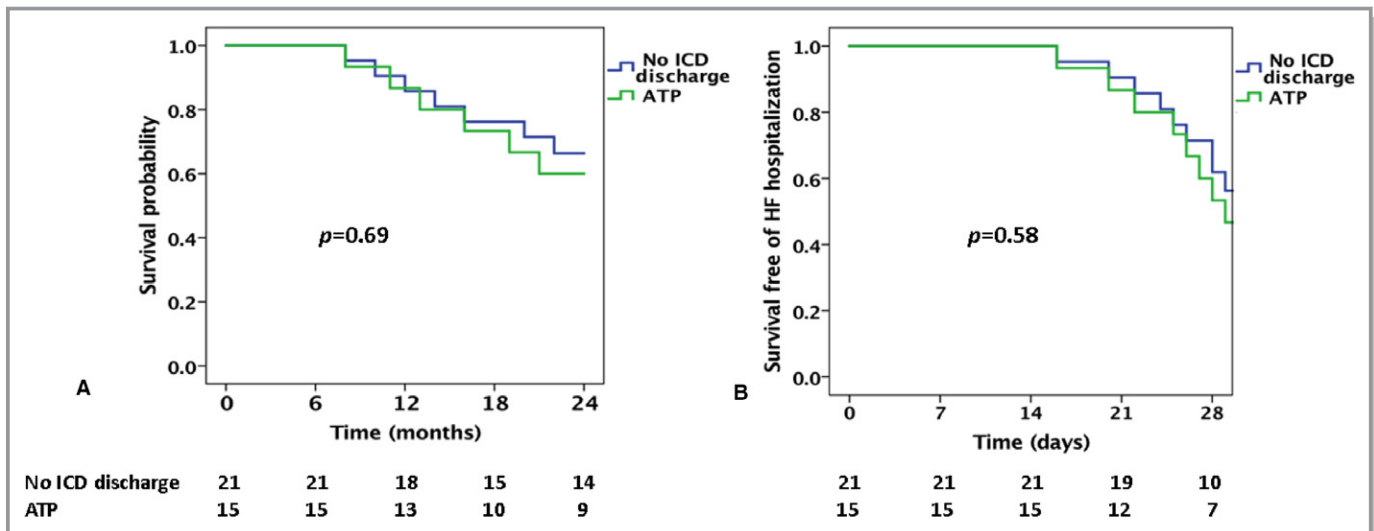 1.0
0.8
0.6
0.4
0.2
0.0
Survival probability
No ICD
discharge
ATP
p=0.69
A
0 6 12 18 24
Time (months)
1.0
0.8
0.6
0.4
0.2
0.0
Survival free of HF hospitalization
No ICD
discharge
ATP
p=0.58
B
0 7 14 21 28
Time (days)
No ICD discharge 21 21 18 15 14 21 21 21 19 10
ATP 15 15 13 10 9 15 15 15 12 7